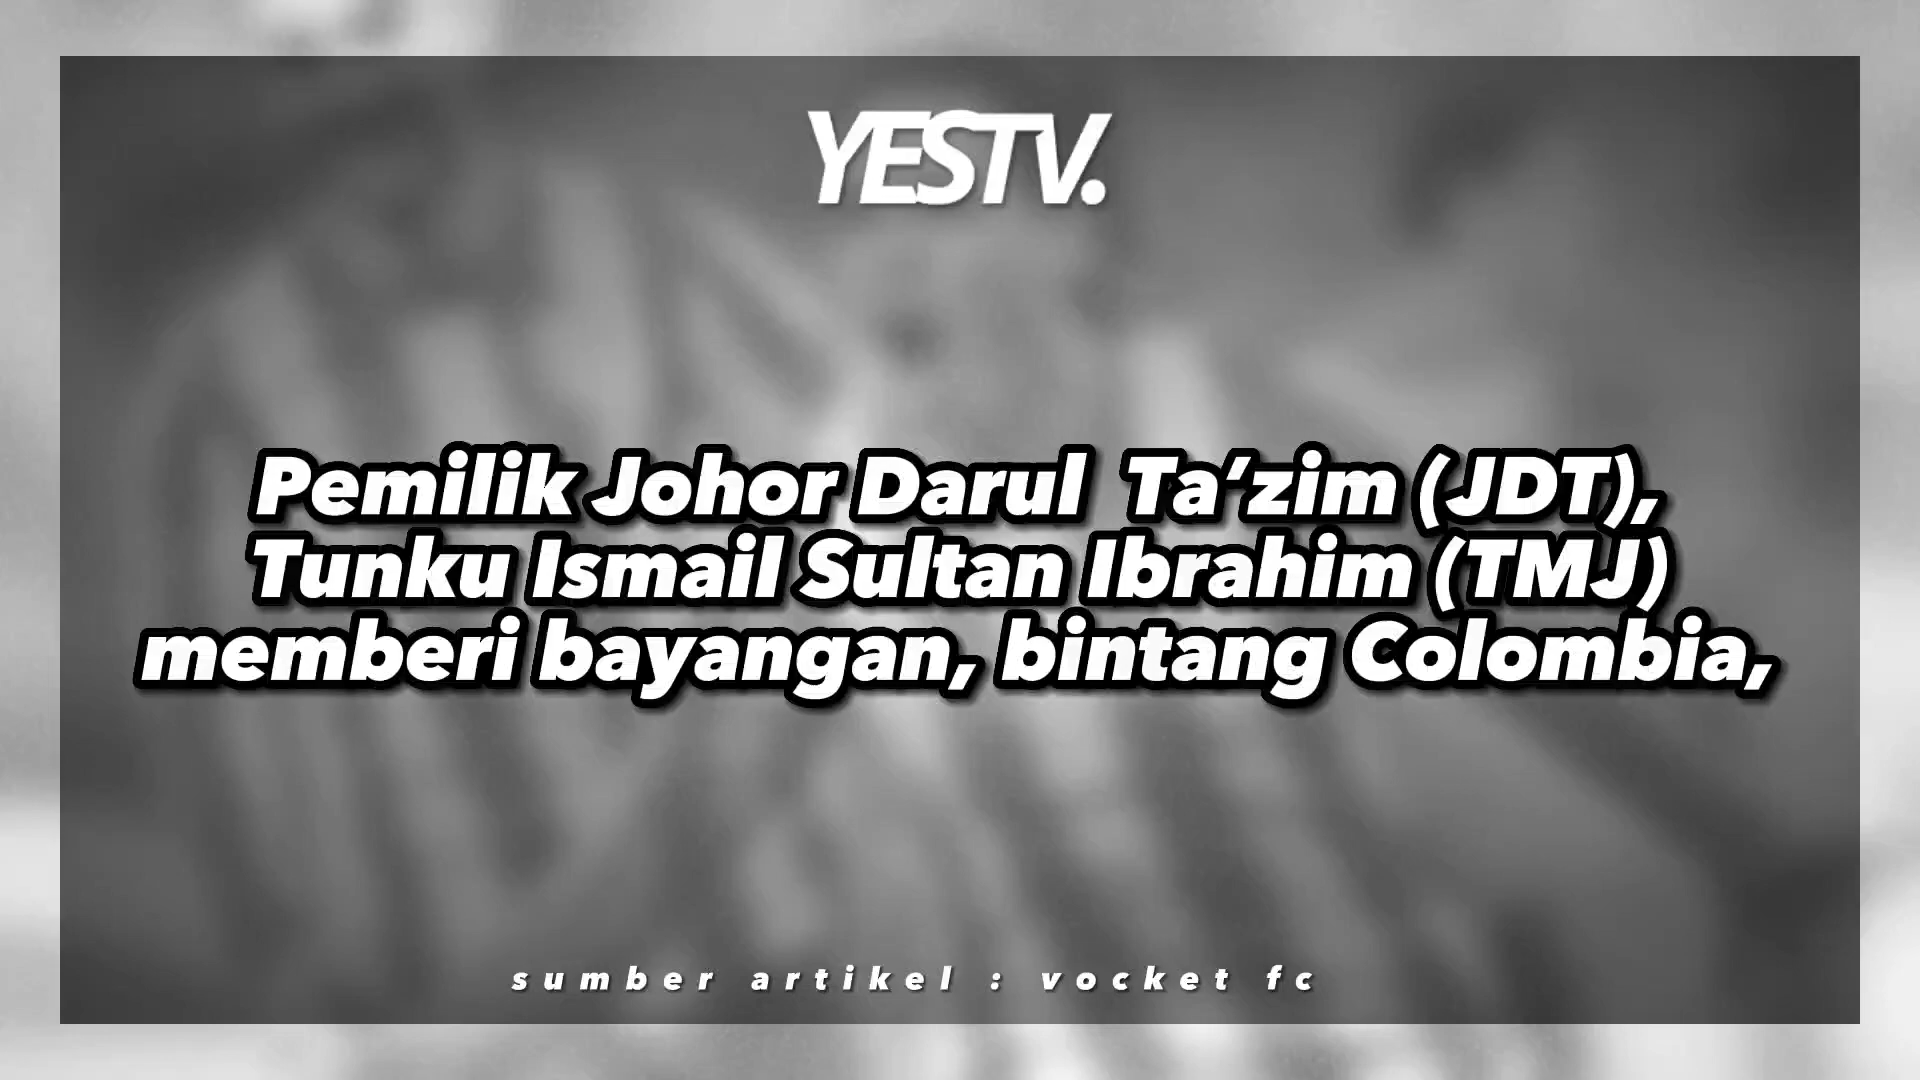 YESTV.
Pemilik Johor Darul Ta’zim (JDT),
Tunku Ismail Sultan Ibrahim (TMJ)
memberi bayangan, bintang Colombia,
sumber artikel : vocket fc